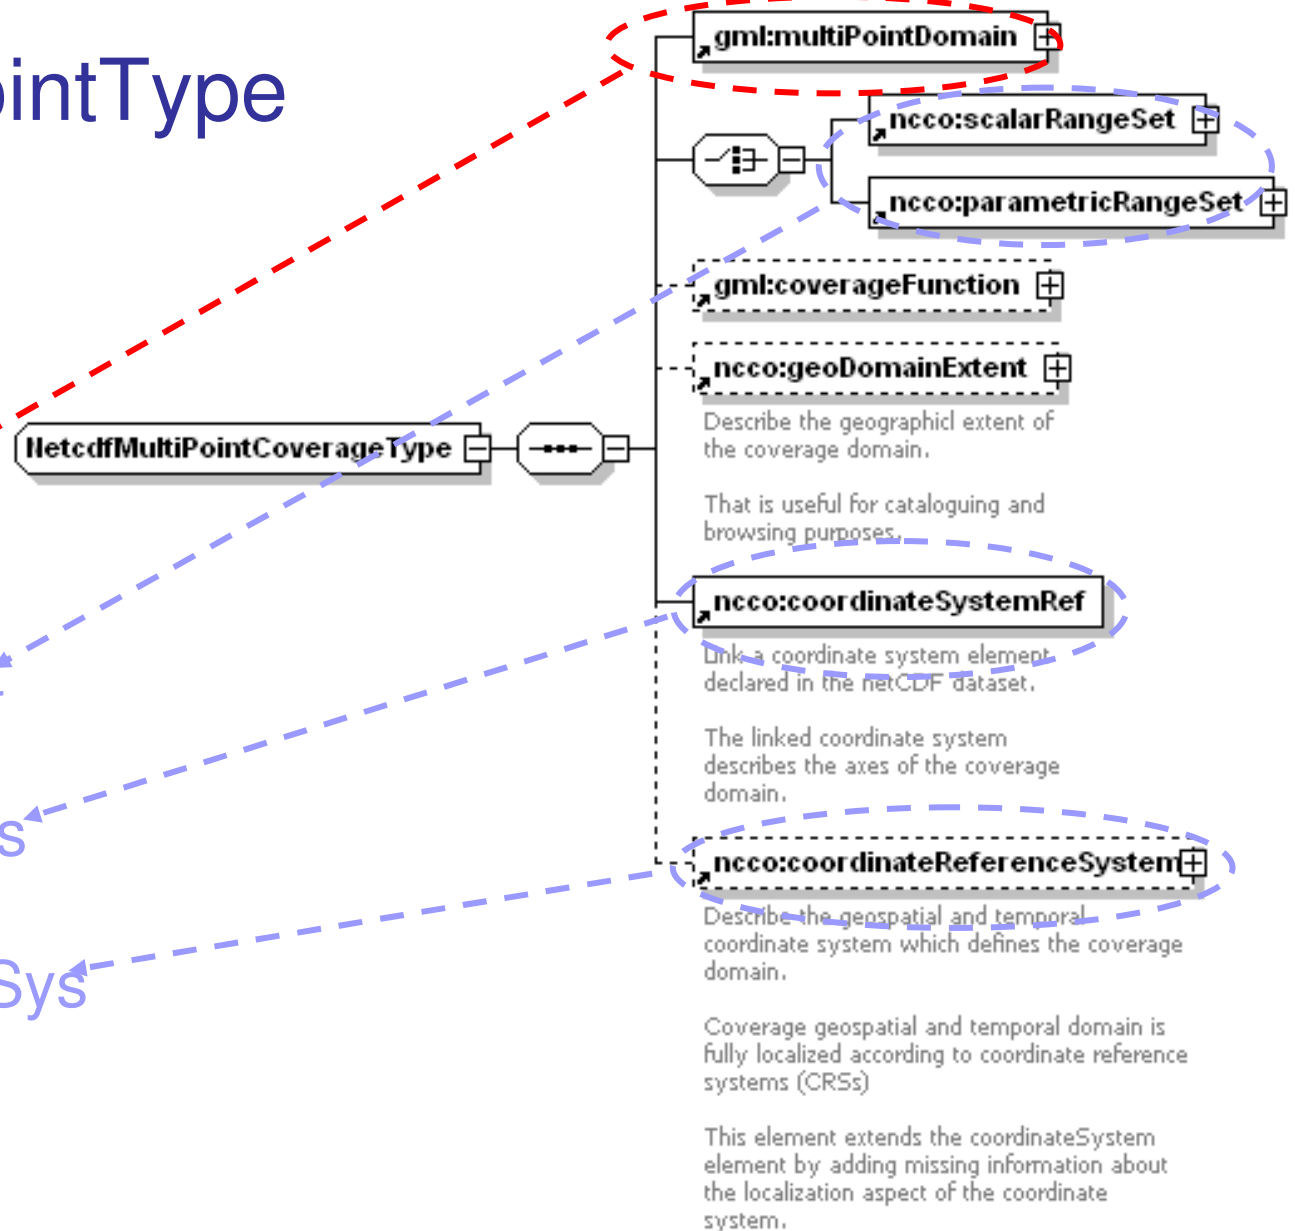 ointType
gml:multiPointDomain
ncco:scalarRangeSet
ncco:parametricRangeSet
gml:coverageFunction
ncco:geoDomainExtent
Describe the geographicl extent of
the coverage domain.
That is useful for cataloguing and
browsing purposes.
NetcdfMultiPointCoverageType
ncco:coordinateSystemRef
Link a coordinate system element
declared in the netCDF dataset.
The linked coordinate system
describes the axes of the coverage
domain.
s
ncco:coordinateReferenceSystem
Describe the geospatial and temporal
coordinate system which defines the coverage
domain.
Sys
Coverage geospatial and temporal domain is
fully localized according to coordinate reference
systems (CRSs)
This element extends the coordinateSystem
element by adding missing information about
the localization aspect of the coordinate
system.